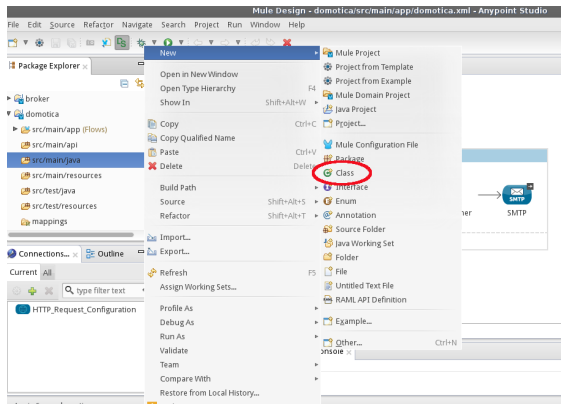 Mule Design - domotica/src/main/app/domotica.xml - Anypoint Studio
File Edit Source Refactor Navigate Search Project Run Window Help
Package Explorer
broker
domotica
src/main/app (Flows)
src/main/api
src/main/java
src/main/resources
src/test/java
src/test/resources
mappings
Connections...
Outline
Current All
type filter text
HTTP_Request_Configuration
New
Open in New Window
Open Type Hierarchy F4
Show In Shift+Alt+W
Copy Ctrl+C
Copy Qualified Name
Paste Ctrl+V
Delete Delete
Build Path
Source Shift+Alt+S
Refactor Shift+Alt+T
Import...
Export...
Refresh F5
Assign Working Sets...
Profile As
Debug As
Run As
Validate
Team
Compare With
Restore from Local History...
Mule Project
Project from Template
Project from Example
Mule Domain Project
Java Project
Project...
Mule Configuration File
Package
Class
Interface
Enum
Annotation
Source Folder
Java Working Set
Folder
File
Untitled Text File
RAML API Definition
Example...
Other... Ctrl+N
SMTP
SMTP